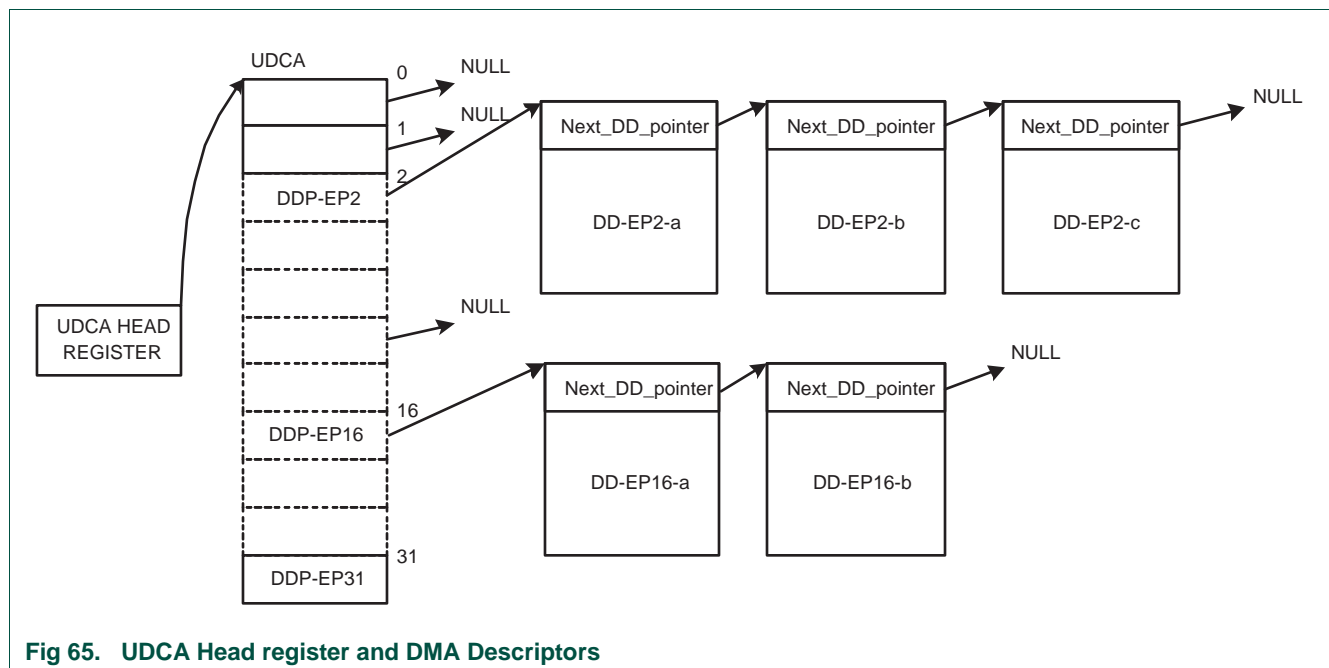 UDCA
0
NULL
1
NULL
2
DDP-EP2
Next_DD_pointer
Next_DD_pointer
Next_DD_pointer
NULL
DD-EP2-a
DD-EP2-b
DD-EP2-c
UDCA HEAD
REGISTER
NULL
16
DDP-EP16
Next_DD_pointer
Next_DD_pointer
NULL
DD-EP16-a
DD-EP16-b
31
DDP-EP31
Fig 65. UDCA Head register and DMA Descriptors